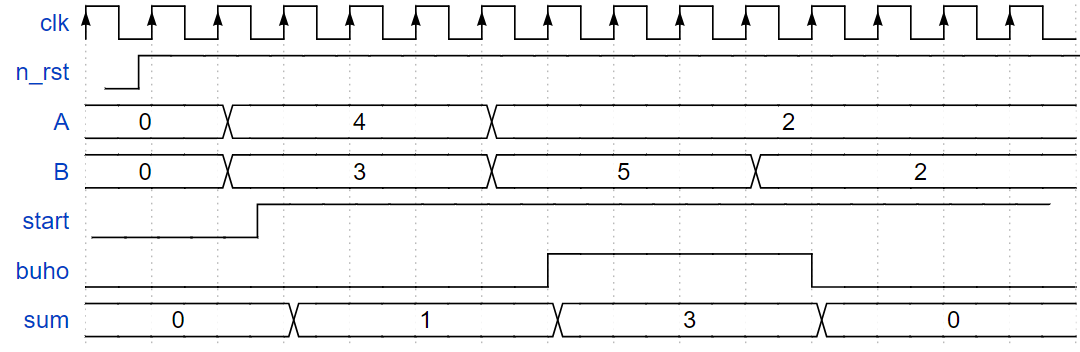 clk
n_rst
A 0 4 2
B 0 3 5 2
start
buho
sum 0 1 3 0